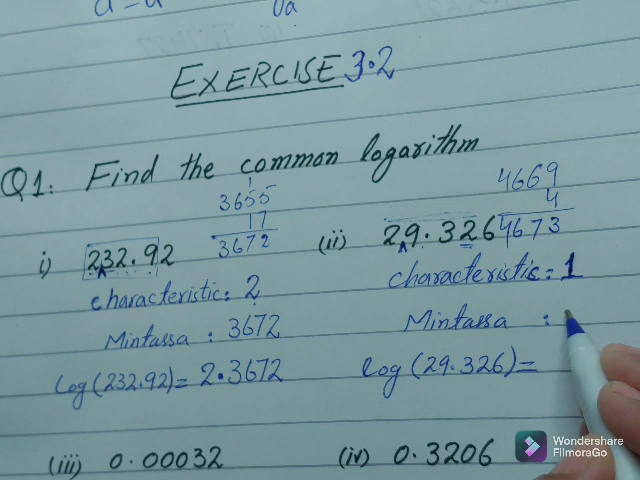 EXERCISE 3.2
Q1: Find the common logarithm
i) 232.92
3655
17
3672
characteristic: 2
Mintassa : 3672
log(232.92) = 2.3672
(ii) 29.326
4669
4
4673
characteristic = 1
Mintassa :
log(29.326) =
(iii) 0.00032
(iv) 0.3206
Wondershare
FilmoraGo